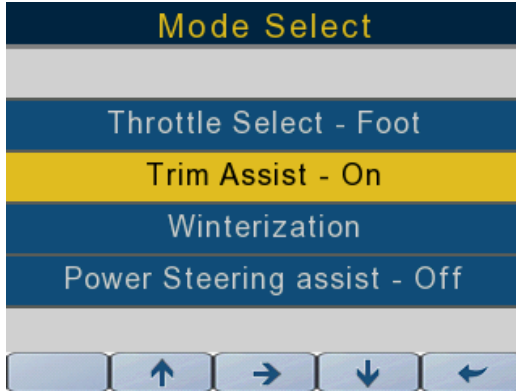 Mode Select
Throttle Select - Foot
Trim Assist - On
Winterization
Power Steering assist - Off